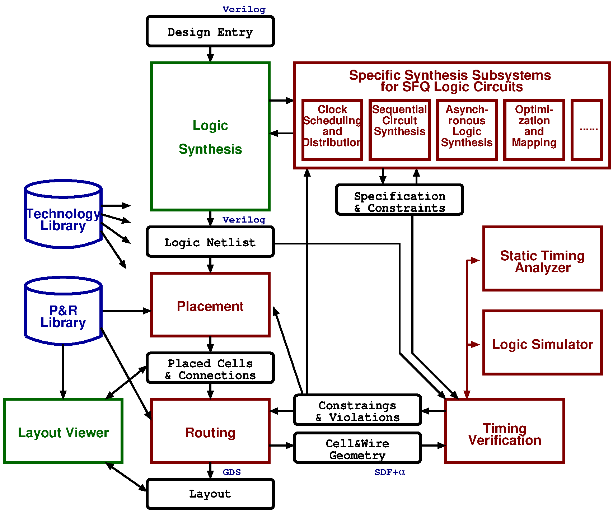 Verilog
Design Entry
Specific Synthesis Subsystems
for SFQ Logic Circuits
Clock
Scheduling
and
Distribution
Sequential
Circuit
Synthesis
Asynch-
ronous
Logic
Synthesis
Optimi-
zation
and
Mapping
......
Logic
Synthesis
Specification
& Constraints
Technology
Library
Verilog
Logic Netlist
Static Timing
Analyzer
P&R
Library
Placement
Logic Simulator
Placed Cells
& Connections
Constraings
& Violations
Layout Viewer
Routing
Timing
Verification
Cell&Wire
Geometry
GDS
SDF+α
Layout